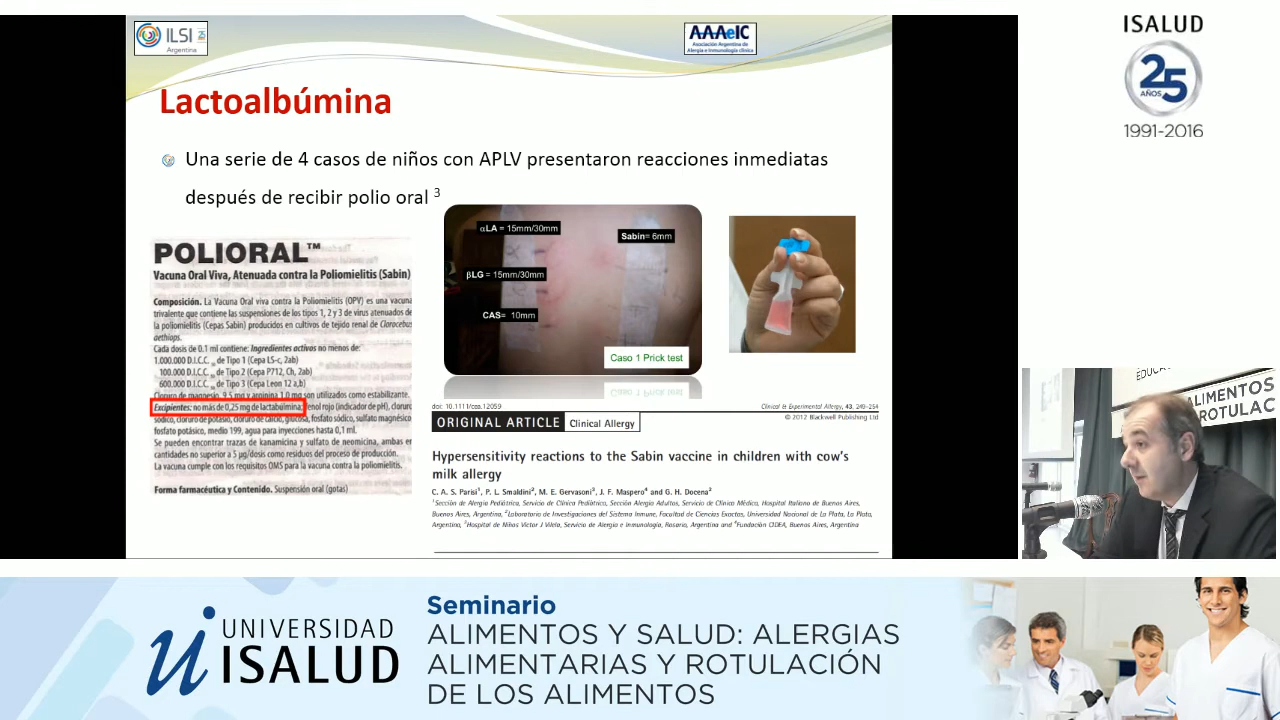 ILSI
Argentina
AAAeIC
Asociación Argentina de
Alergia e Inmunología Clínica
ISALUD
25
AÑOS
1991-2016
Lactoalbúmina
Una serie de 4 casos de niños con APLV presentaron reacciones inmediatas
después de recibir polio oral 3
POLIORAL™
Vacuna Oral Viva, Atenuada contra la Poliomielitis (Sabin)
Composición. La Vacuna Oral viva contra la Poliomielitis (OPV) es una vacuna
trivalente que contiene las suspensiones de los tipos 1, 2 y 3 de virus atenuados de
la poliomielitis (Cepas Sabin) producidos en cultivos de tejido renal de Clorocebus
aethiops.
Cada dosis de 0.1 ml contiene: Ingredientes activos no menos de:
1.000.000 D.I.C.C. de Tipo 1 (Cepa LS-c, 2ab)
100.000 D.I.C.C. de Tipo 2 (Cepa P712, Ch, 2ab)
600.000 D.I.C.C. de Tipo 3 (Cepa Leon 12 a,b)
Cloruro de magnesio, 9.5 mg y arginina 1.0 mg son utilizados como estabilizante.
Excipientes: no más de 0,25 mg de lactabúlmina; fenol rojo (indicador de pH), cloruro
sódico, cloruro de potasio, cloruro de calcio, glucosa, fosfato sódico, sulfato magnésico
fosfato potásico, medio 199, agua para inyecciones hasta 0,1 ml.
Se pueden encontrar trazas de kanamicina y sulfato de neomicina, ambas en
cantidades no superior a 5 µg/dosis como residuos del proceso de producción.
La vacuna cumple con los requisitos OMS para la vacuna contra la poliomielitis.
Forma farmacéutica y Contenido. Suspensión oral (gotas)
αLA = 15mm/30mm
Sabin= 6mm
βLG = 15mm/30mm
CAS= 10mm
Caso 1 Prick test
doi: 10.1111/cea.12059
Clinical & Experimental Allergy, 43, 249–254
© 2012 Blackwell Publishing Ltd
ORIGINAL ARTICLE Clinical Allergy
Hypersensitivity reactions to the Sabin vaccine in children with cow's
milk allergy
C. A. S. Parisi1, P. L. Smaldini2, M. E. Gervasoni3, J. F. Maspero4 and G. H. Docena2
1Sección de Alergia Pediátrica, Servicio de Clínica Pediátrica, Sección Alergia Adultos, Servicio de Clínica Médica, Hospital Italiano de Buenos Aires,
Buenos Aires, Argentina, 2Laboratorio de Investigaciones del Sistema Inmune, Facultad de Ciencias Exactas, Universidad Nacional de La Plata, La Plata,
Argentina, 3Hospital de Niños Víctor J Vilela, Servicio de Alergia e Inmunología, Rosario, Argentina and 4Fundación CIDEA, Buenos Aires, Argentina
ALIMENTOS
ROTULAC
UNIVERSIDAD
ISALUD
Seminario
ALIMENTOS Y SALUD: ALERGIAS
ALIMENTARIAS Y ROTULACIÓN
DE LOS ALIMENTOS